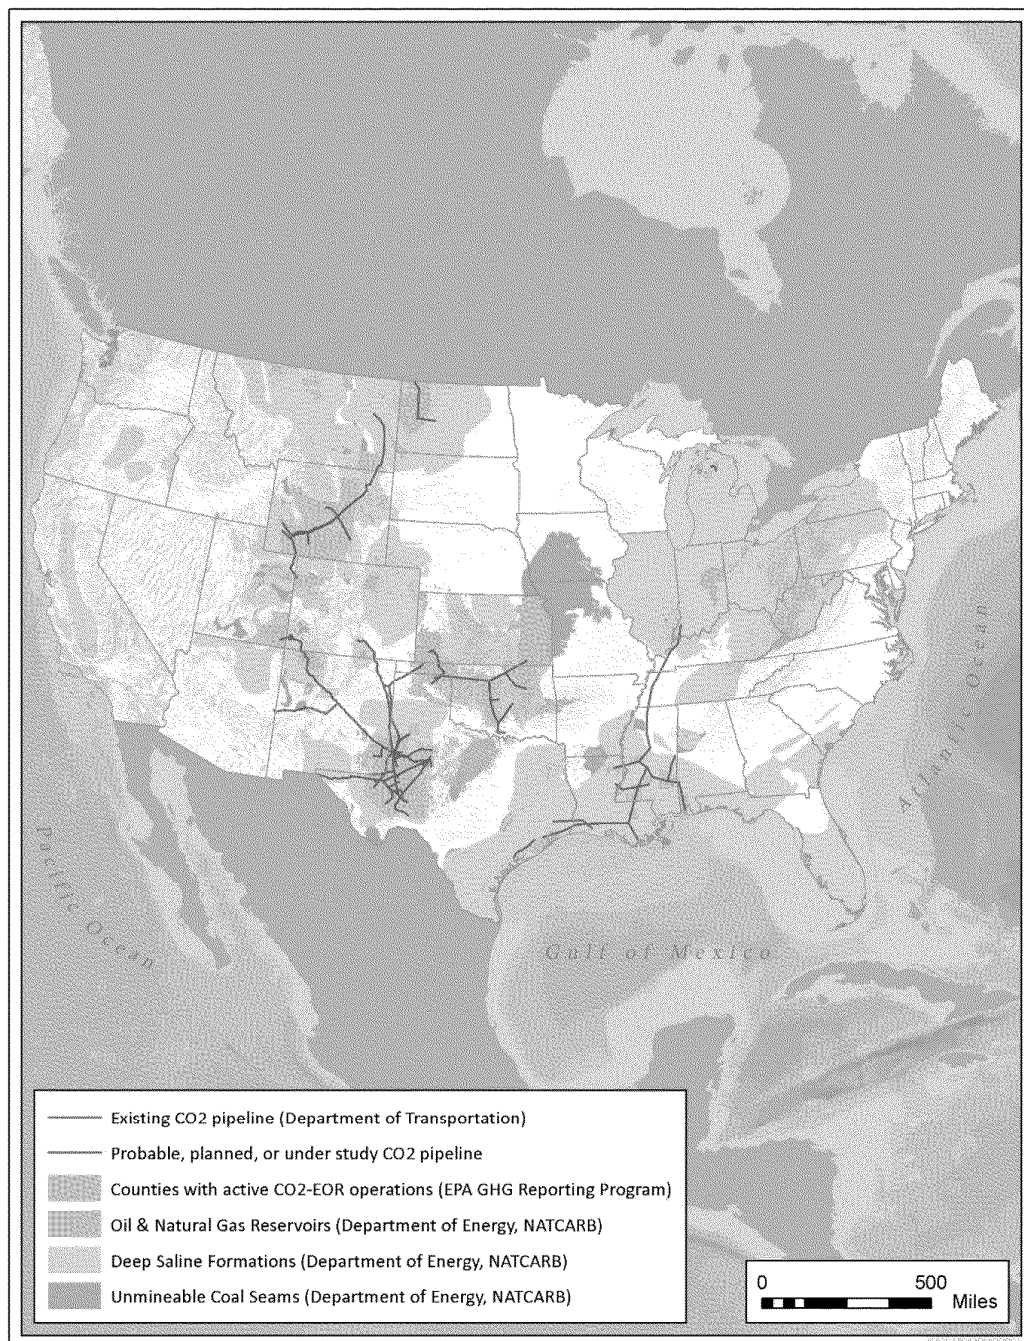 Atlantic Ocean
Pacific Ocean
Gulf of Mexico
Existing CO2 pipeline (Department of Transportation)
Probable, planned, or under study CO2 pipeline
Counties with active CO2-EOR operations (EPA GHG Reporting Program)
Oil & Natural Gas Reservoirs (Department of Energy, NATCARB)
Deep Saline Formations (Department of Energy, NATCARB)
Unmineable Coal Seams (Department of Energy, NATCARB)
0 500
Miles